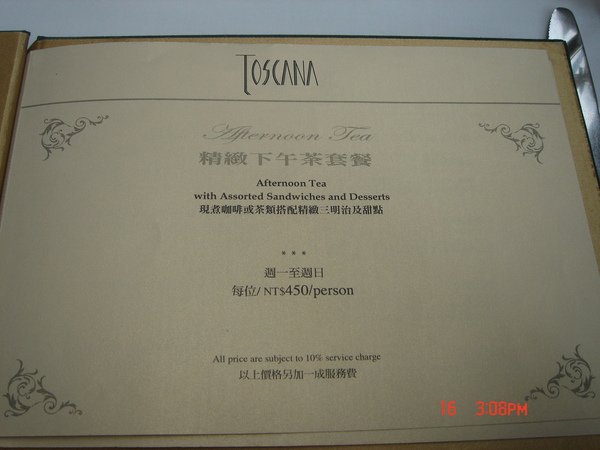 TOSCANA
Afternoon Tea
精緻下午茶套餐
Afternoon Tea
with Assorted Sandwiches and Desserts
現煮咖啡或茶類搭配精緻三明治及甜點
* * *
週一至週日
每位/ NT$450/person
All price are subject to 10% service charge
以上價格另加一成服務費
16 3:08PM